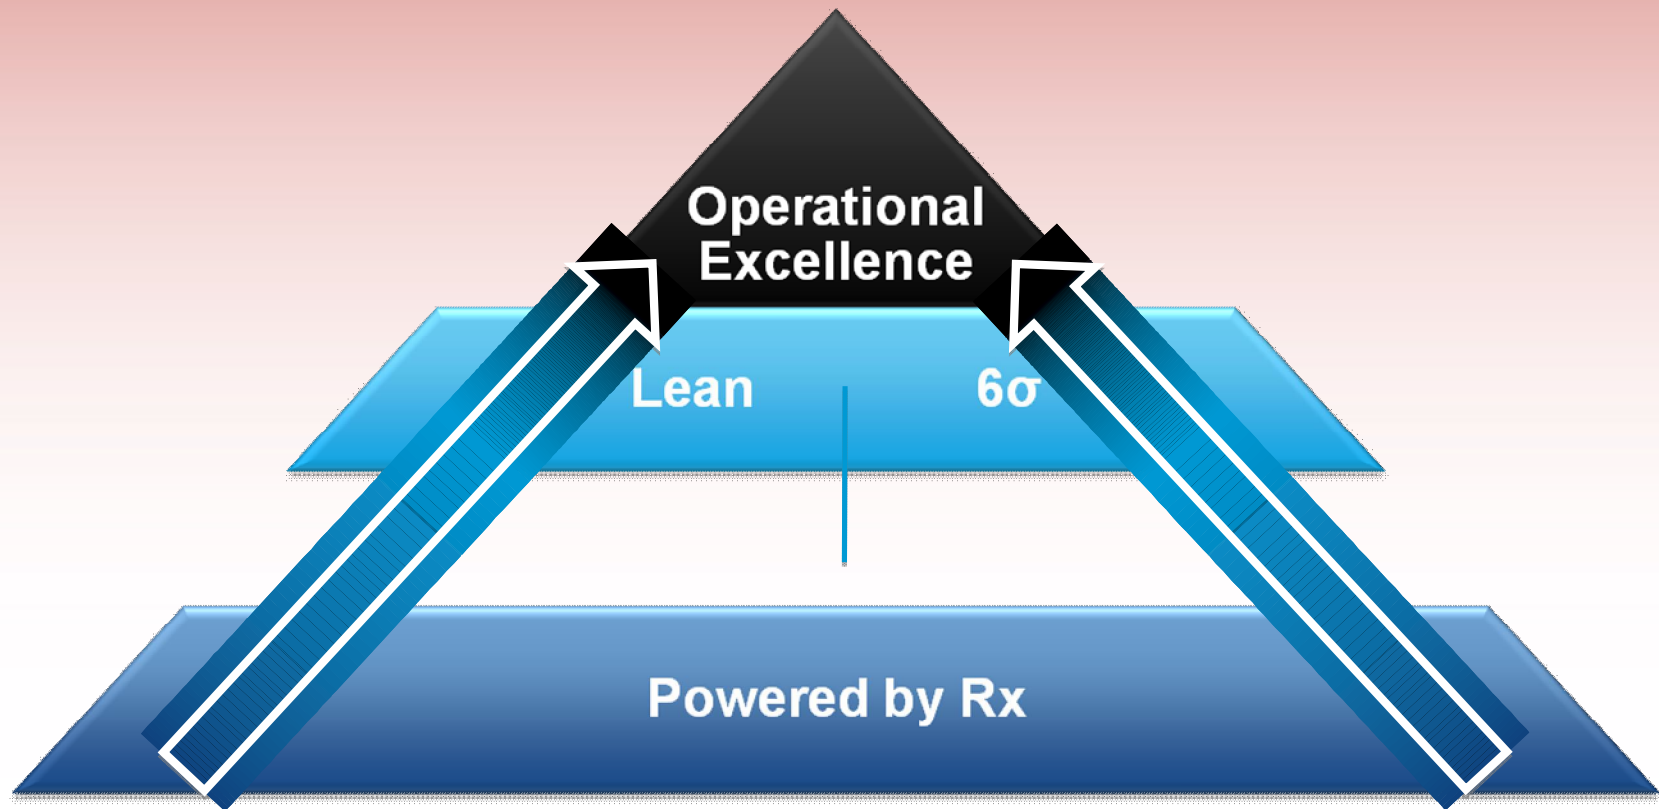 Operational
Excellence
Lean
6σ
Powered by Rx